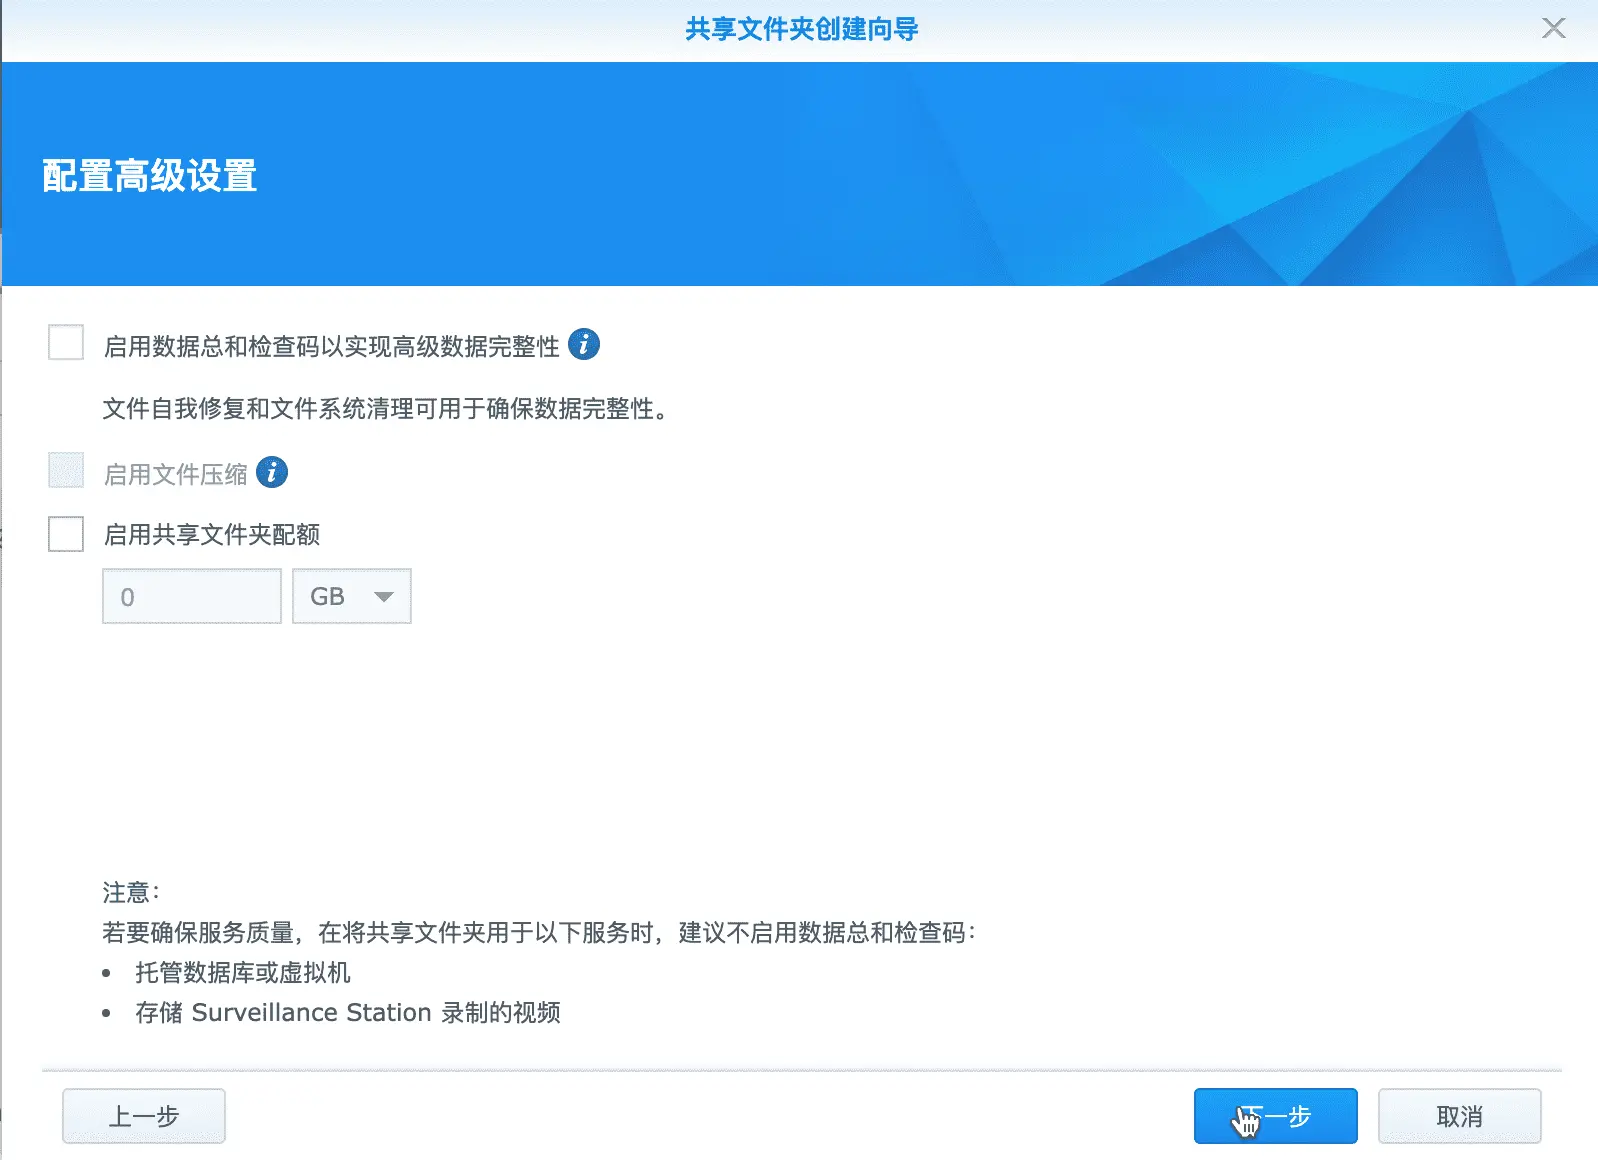 共享文件夹创建向导
配置高级设置
启用数据总和检查码以实现高级数据完整性
文件自我修复和文件系统清理可用于确保数据完整性。
启用文件压缩
启用共享文件夹配额
0 GB
注意：
若要确保服务质量，在将共享文件夹用于以下服务时，建议不启用数据总和检查码：
• 托管数据库或虚拟机
• 存储 Surveillance Station 录制的视频
上一步 下一步 取消